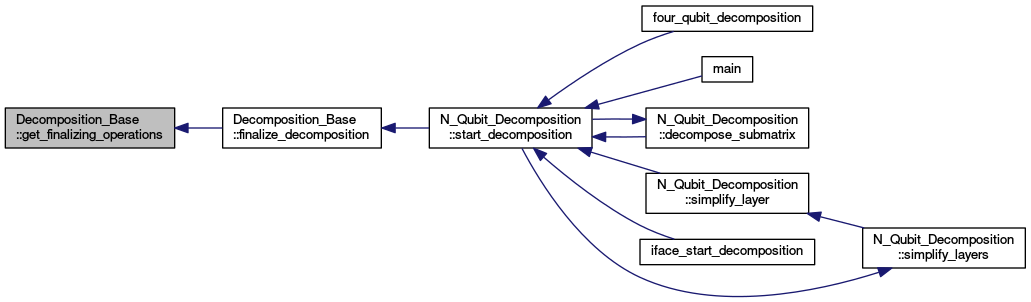 four_qubit_decomposition
main
Decomposition_Base
::get_finalizing_operations
Decomposition_Base
::finalize_decomposition
N_Qubit_Decomposition
::start_decomposition
N_Qubit_Decomposition
::decompose_submatrix
N_Qubit_Decomposition
::simplify_layer
iface_start_decomposition
N_Qubit_Decomposition
::simplify_layers